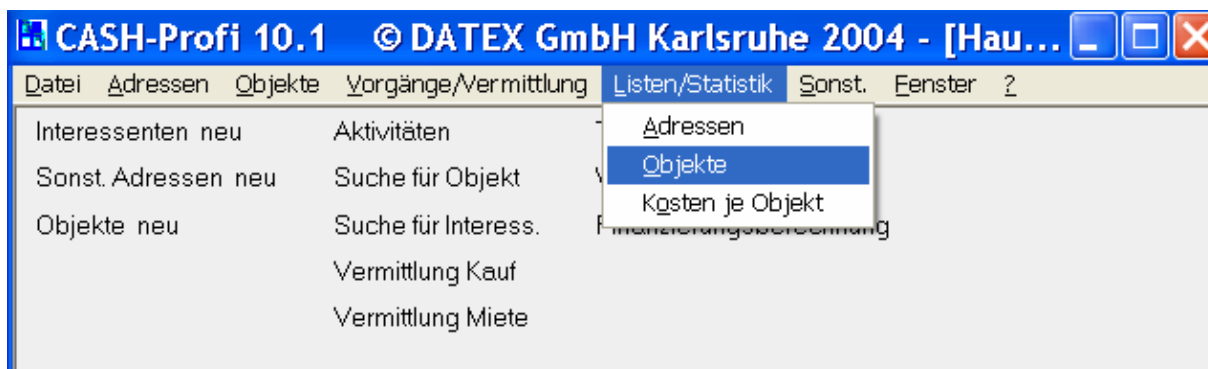 CASH-Profi 10.1 © DATEX GmbH Karlsruhe 2004 - [Hau...
Datei Adressen Objekte Vorgänge/Vermittlung Listen/Statistik Sonst. Fenster ?
Interessenten neu Aktivitäten Adressen
Sonst. Adressen neu Suche für Objekt Objekte
Objekte neu Suche für Interess. Kosten je Objekt
Finanzierungsberechnung
Vermittlung Kauf
Vermittlung Miete